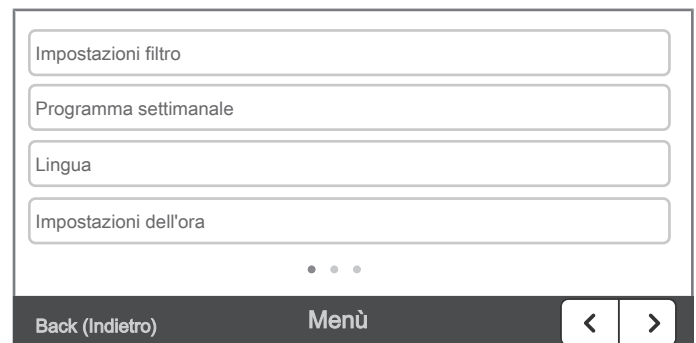 Impostazioni filtro
Programma settimanale
Lingua
Impostazioni dell'ora
Back (Indietro) Menù